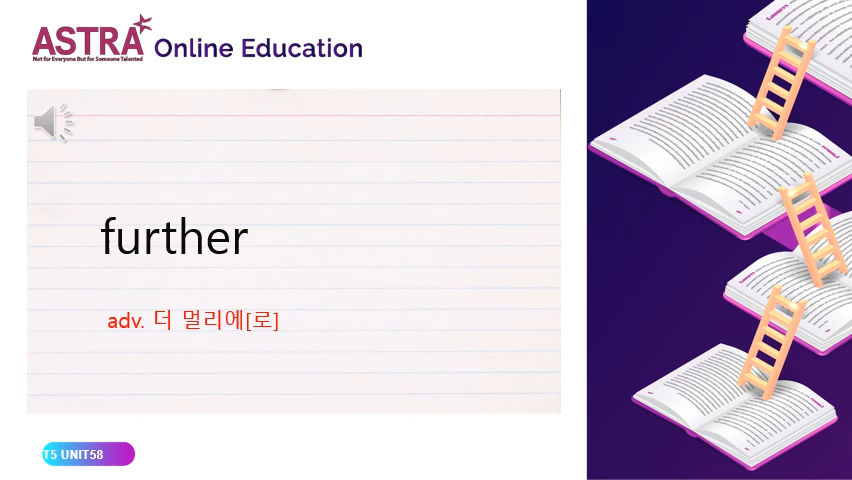 ASTRA
Not for Everyone But for Someone Talented
Online Education
further
adv. 더 멀리에[로]
T5 UNIT58